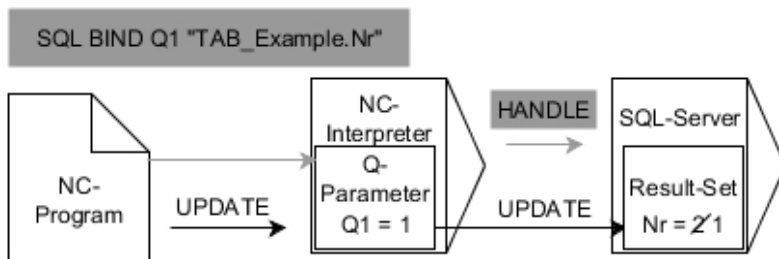 SQL BIND Q1 "TAB_Example.Nr"
NC-
Program
UPDATE
NC-
Interpreter
Q-
Parameter
Q1 = 1
HANDLE
UPDATE
SQL-Server
Result-Set
Nr = 2 1